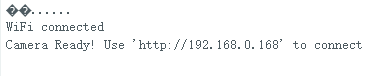 ��......
WiFi connected
Camera Ready! Use 'http://192.168.0.168' to connect